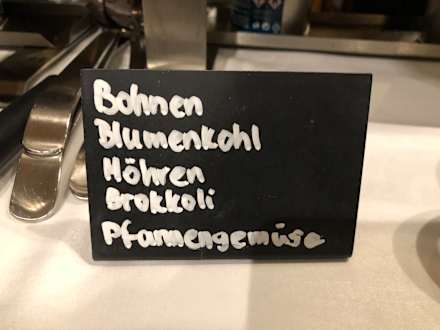 Bohnen
Blumenkohl
Möhren
Brokkoli
Pfannengemüse